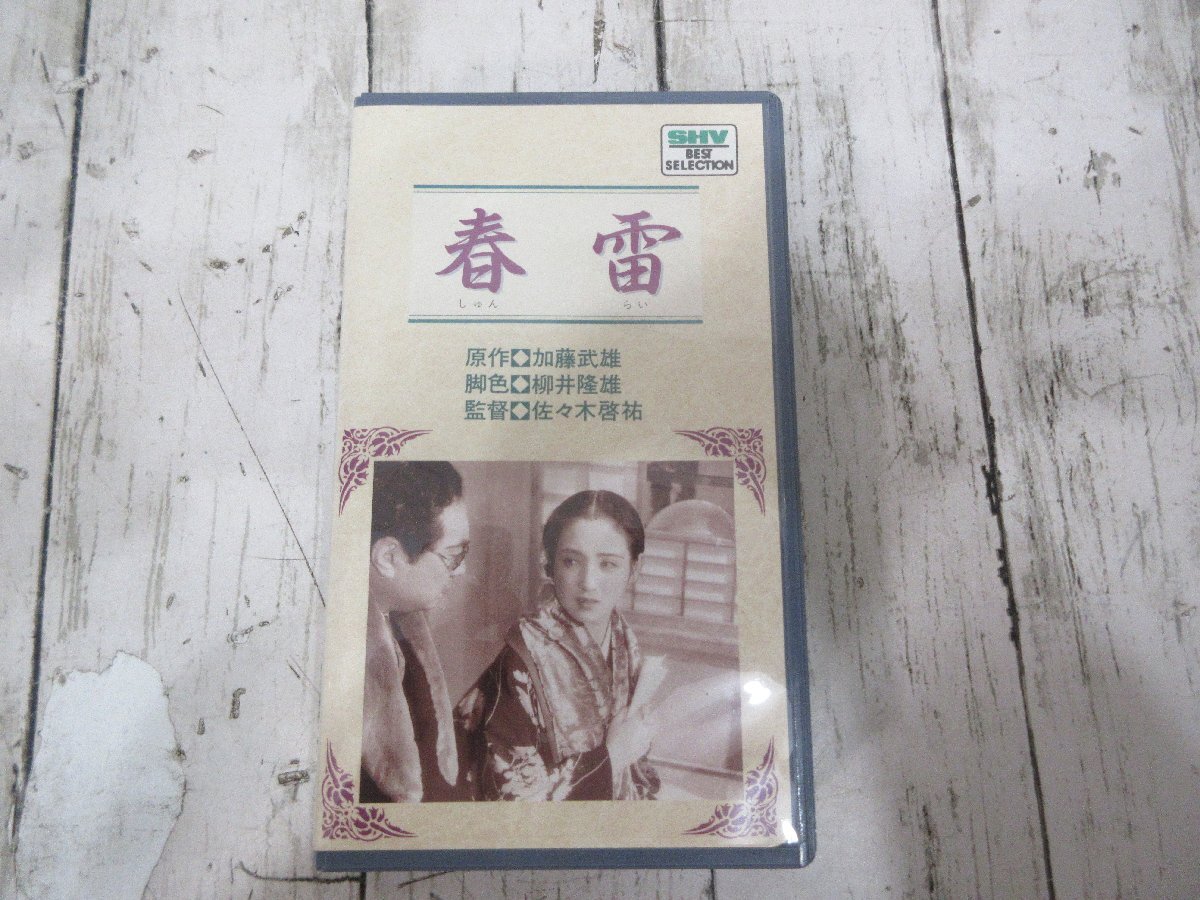 SHV
BEST
SELECTION
春雷
しゅんらい
原作◆加藤武雄
脚色◆柳井隆雄
監督◆佐々木啓祐